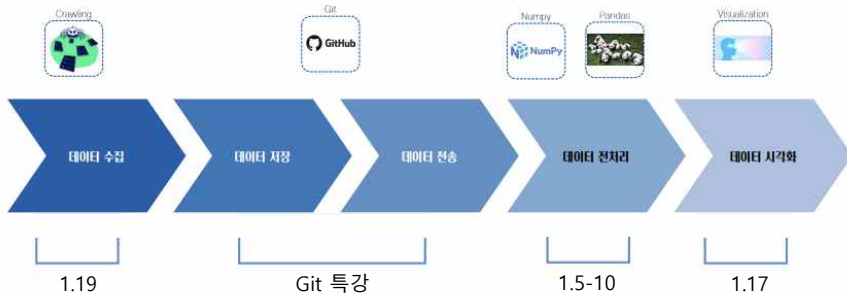 Crawling
Git
Numpy
Pandas
Visualization
GitHub
NumPy
데이터 수집
데이터 저장
데이터 전송
데이터 전처리
데이터 시각화
1.19
Git 특강
1.5-10
1.17